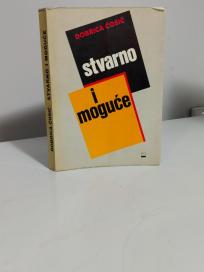 DOBRICA ĆOSIĆ
stvarno
i
moguće
DOBRICA ĆOSIĆ STVARNO I MOGUĆE